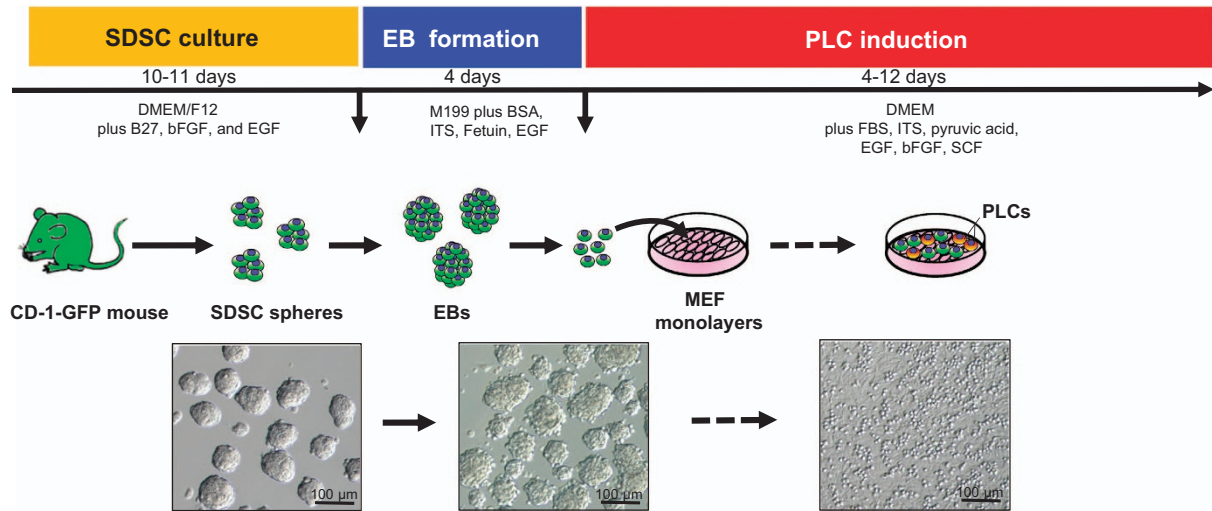 SDSC culture
EB formation
PLC induction
10-11 days
4 days
4-12 days
DMEM/F12
plus B27, bFGF, and EGF
M199 plus BSA,
ITS, Fetuin, EGF
DMEM
plus FBS, ITS, pyruvic acid,
EGF, bFGF, SCF
PLCs
CD-1-GFP mouse
SDSC spheres
EBs
MEF
monolayers
100 µm
100 µm
100 µm